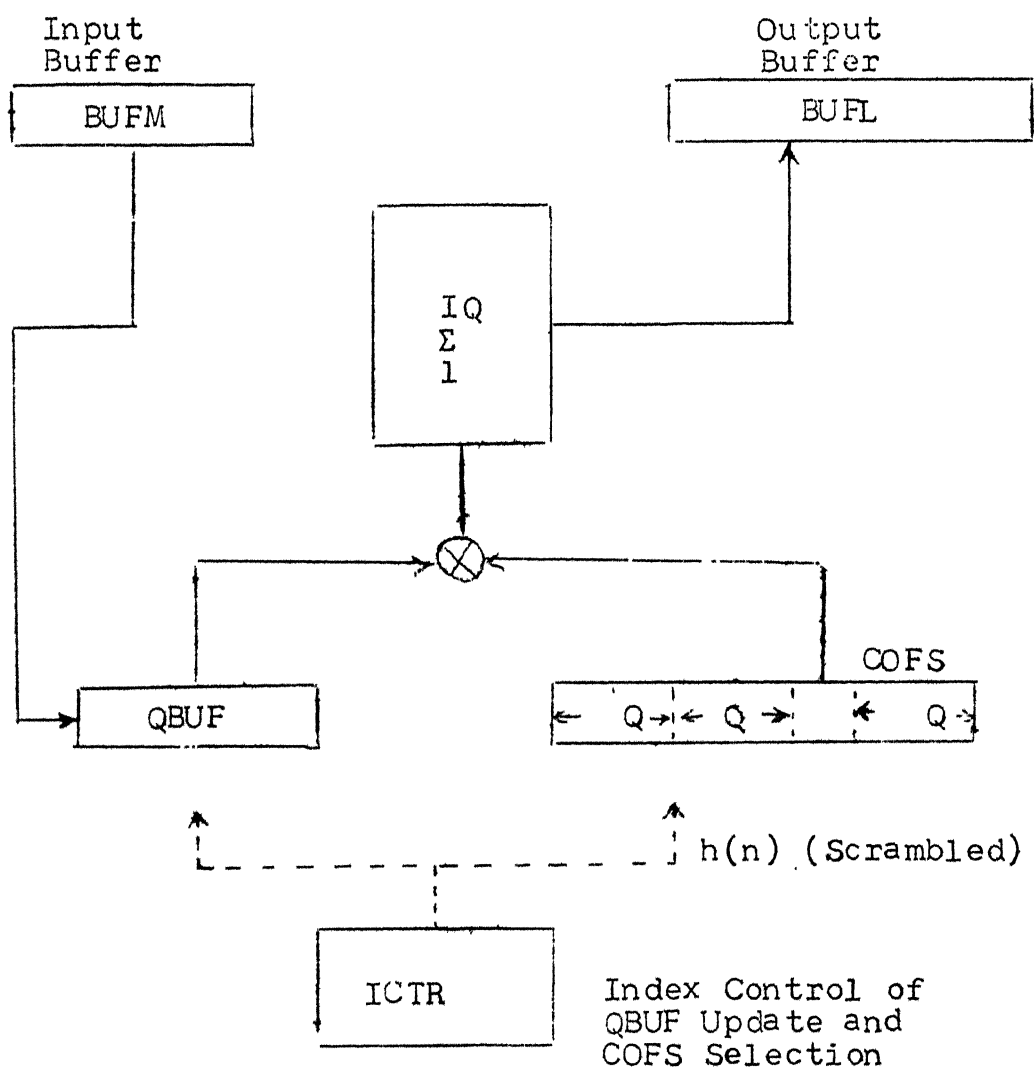 Input
Buffer
BUFM
Output
Buffer
BUFL
IQ
Σ
1
COFS
QBUF
Q
Q
Q
h(n) (Scrambled)
ICTR
Index Control of
QBUF Update and
COFS Selection